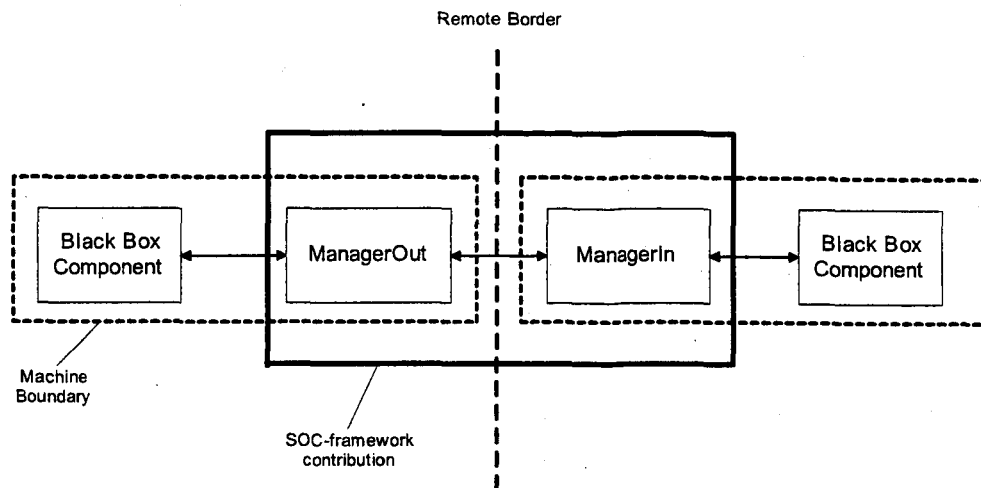 Remote Border
Black Box
Component
ManagerOut
ManagerIn
Black Box
Component
Machine
Boundary
SOC-framework
contribution